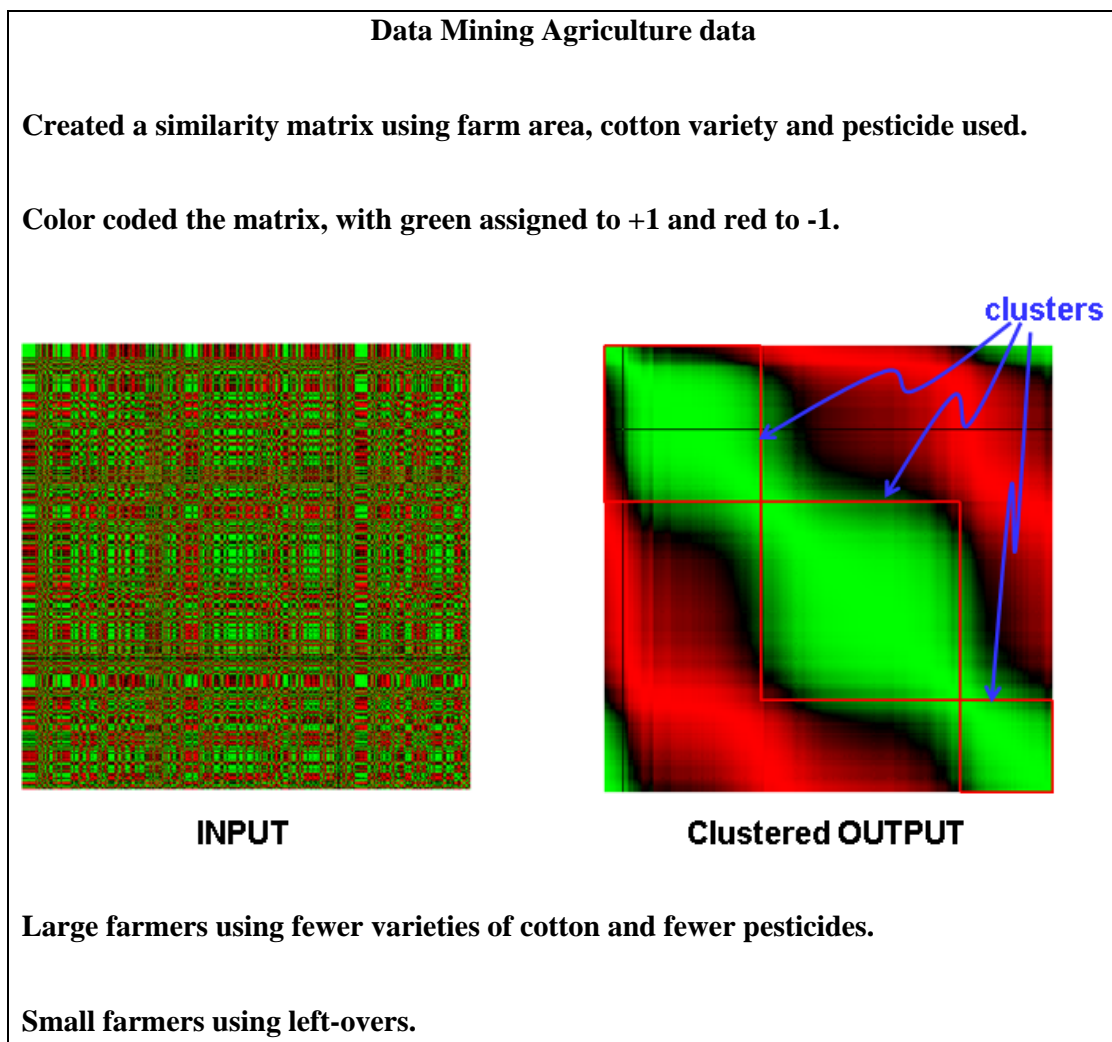 Data Mining Agriculture data
Created a similarity matrix using farm area, cotton variety and pesticide used.
Color coded the matrix, with green assigned to +1 and red to -1.
clusters
INPUT
Clustered OUTPUT
Large farmers using fewer varieties of cotton and fewer pesticides.
Small farmers using left-overs.